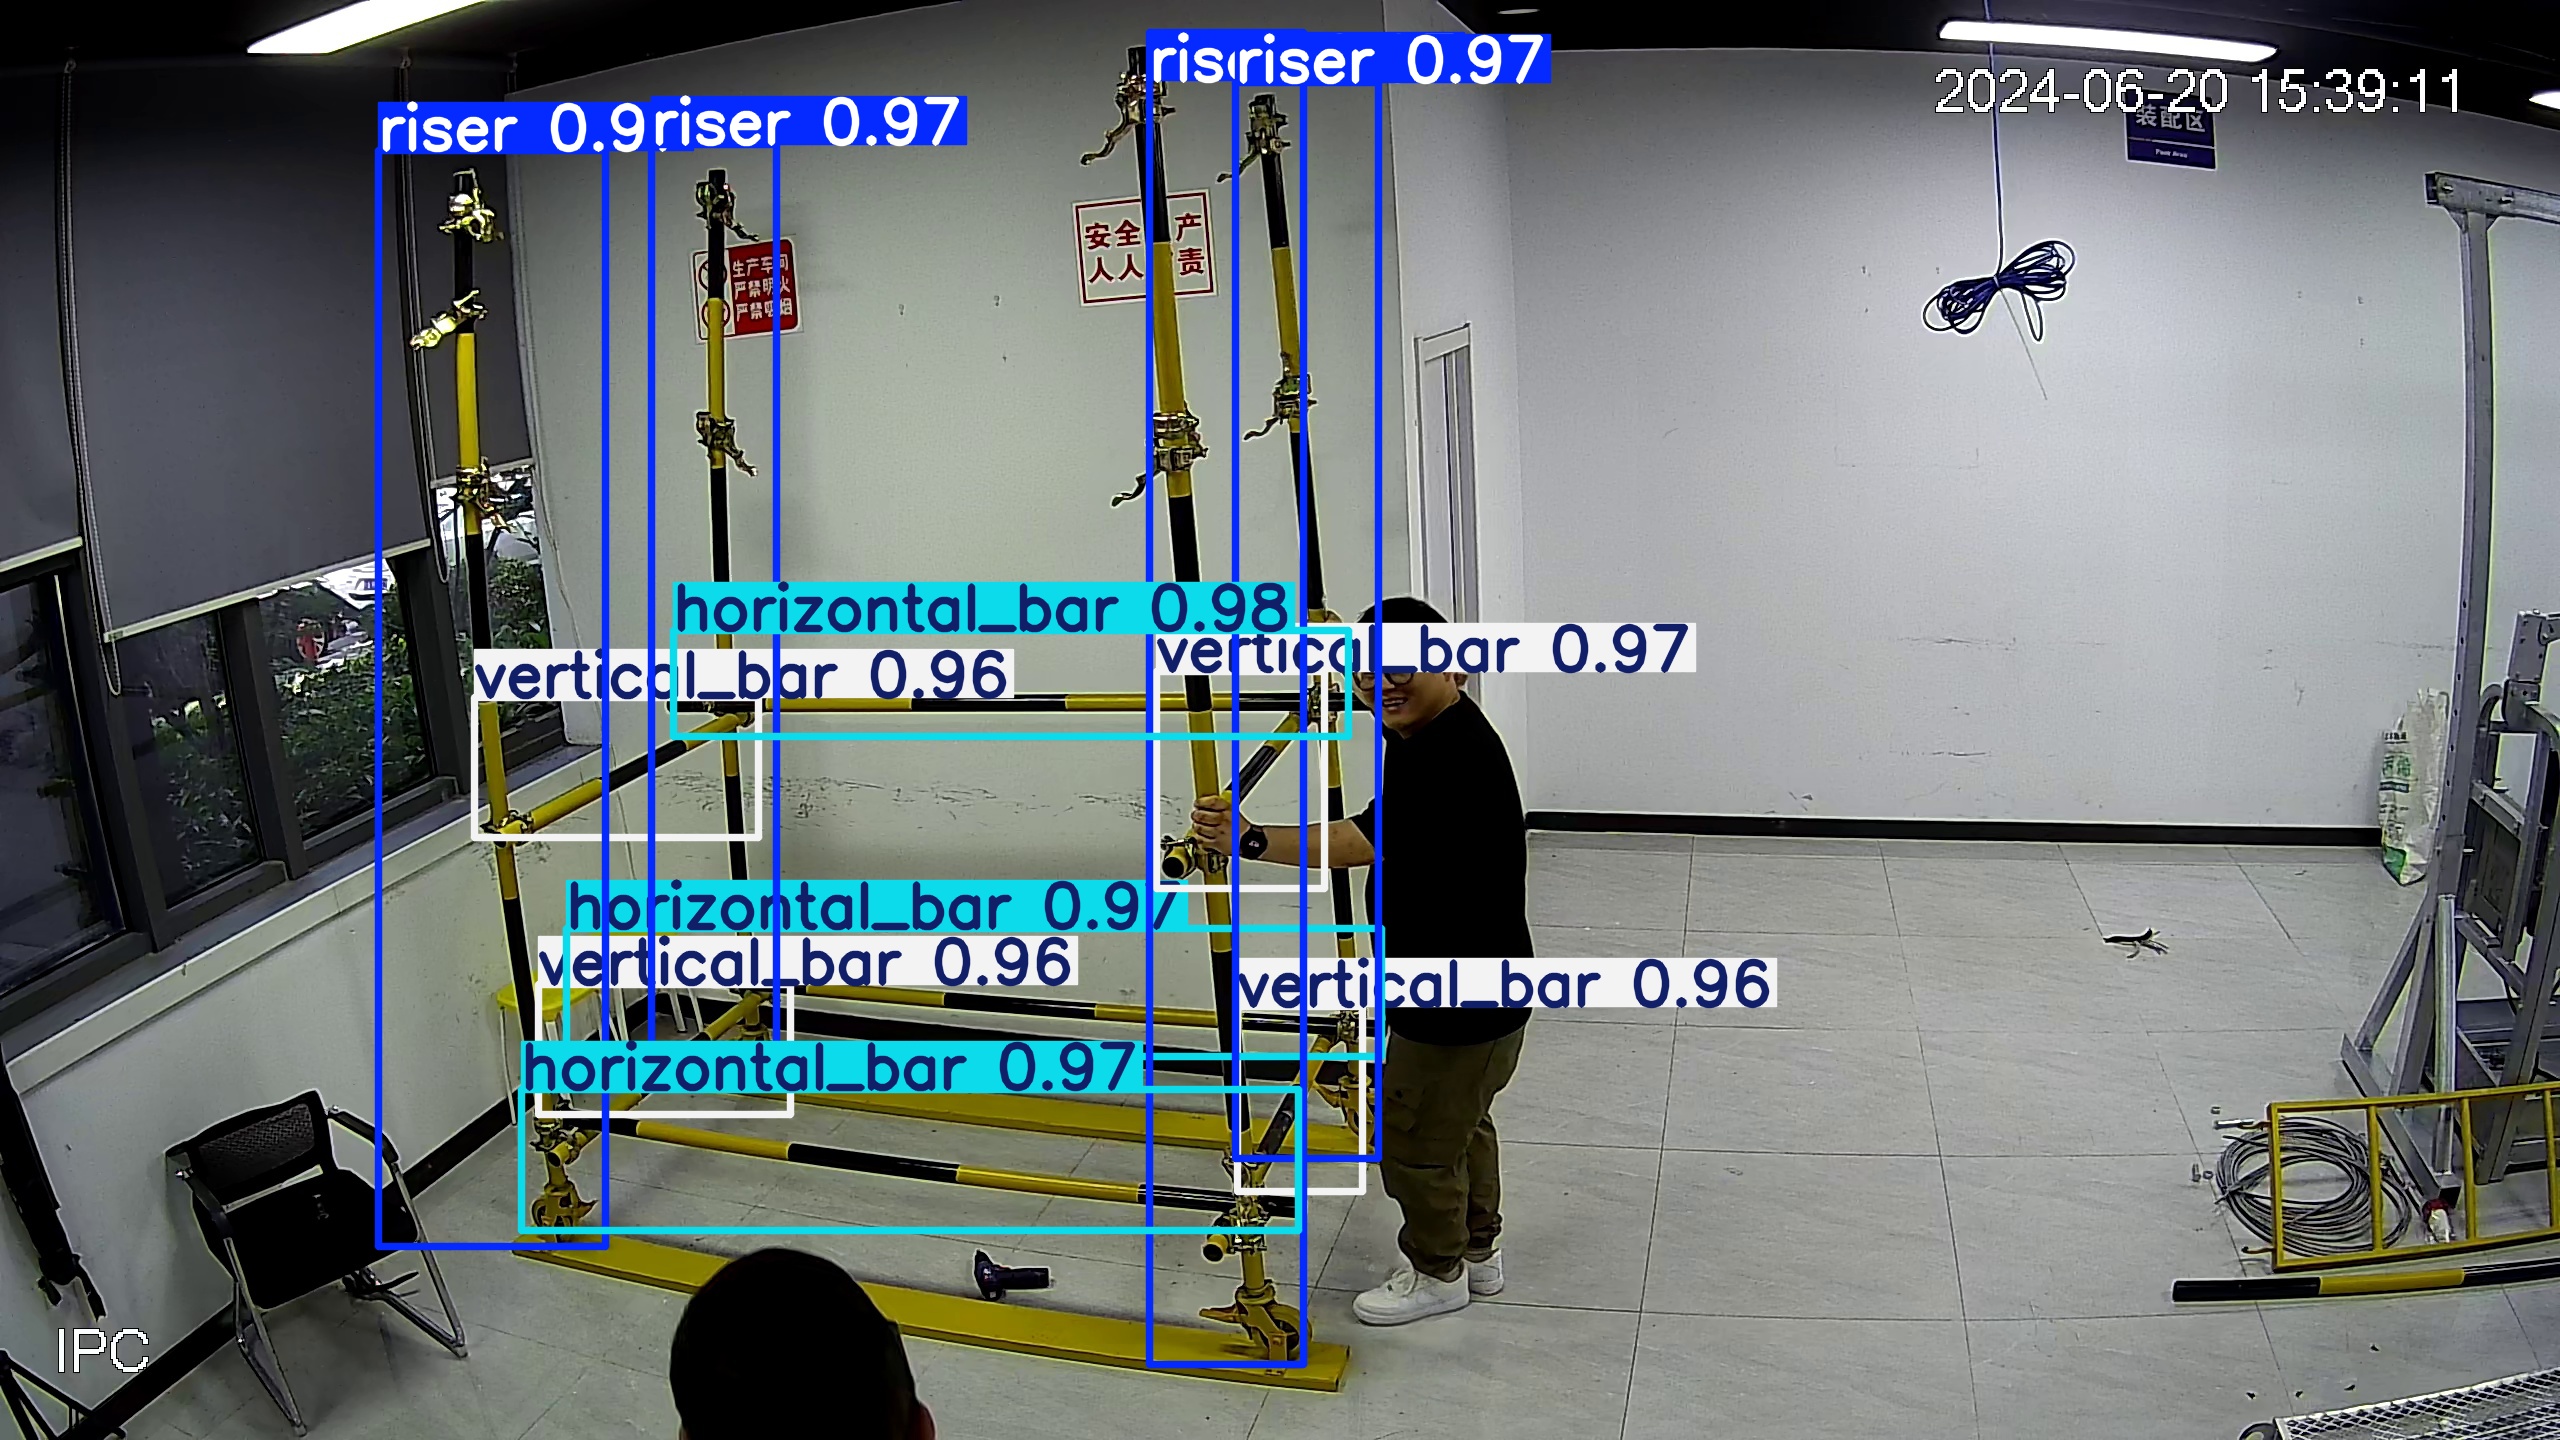 riser 0.97
2024-06-20 15:39:11
riser 0.9
riser 0.97
装配区
安全 产
人人 责
生产车间
严禁明火
严禁吸烟
horizontal_bar 0.98
vertical_bar 0.97
vertical_bar 0.96
horizontal_bar 0.97
vertical_bar 0.96
vertical_bar 0.96
horizontal_bar 0.97
IPC